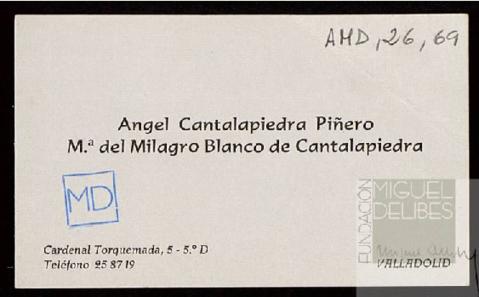 AMD, 26, 69
Angel Cantalapiedra Piñero
M.ª del Milagro Blanco de Cantalapiedra
MD
FUNDACIÓN
MIGUEL
DELIBES
Cardenal Torquemada, 5 - 5.º D
Teléfono 25 87 19
VALLADOLID